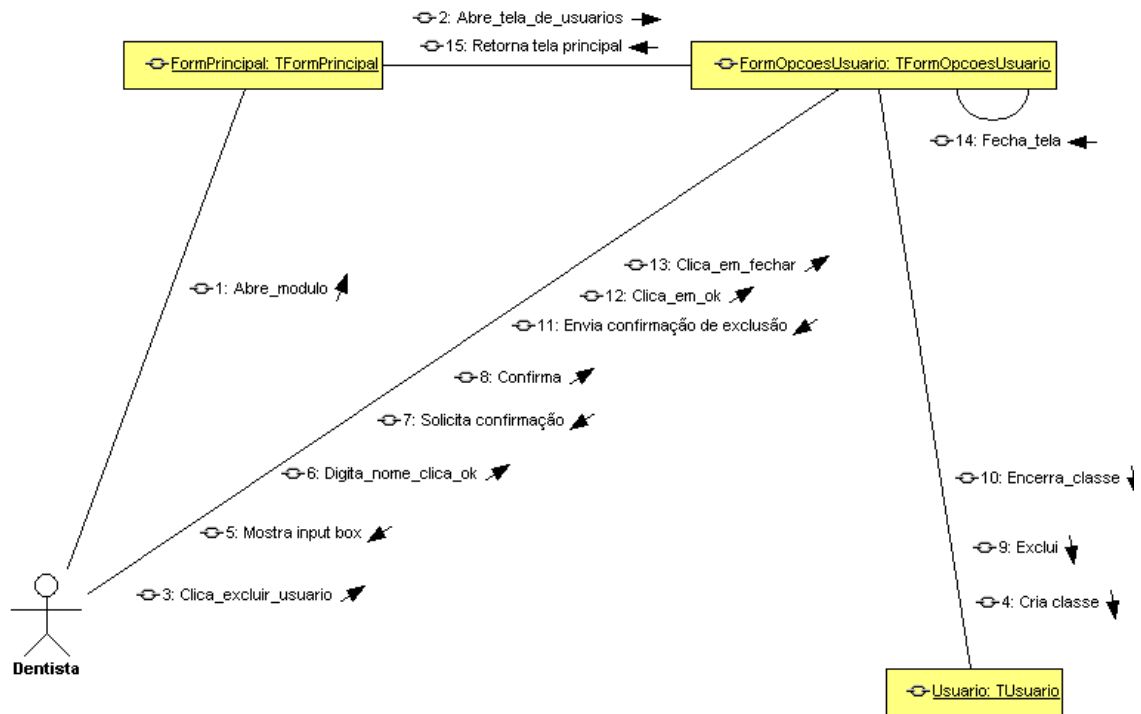 2: Abre_tela_de_usuarios
15: Retorna tela principal
FormPrincipal: TFormPrincipal
FormOpcoesUsuario: TFormOpcoesUsuario
14: Fecha_tela
13: Clica_em_fechar
1: Abre_modulo
12: Clica_em_ok
11: Envia confirmação de exclusão
8: Confirma
7: Solicita confirmação
6: Digita_nome_clica_ok
10: Encerra_classe
5: Mostra input box
9: Exclui
3: Clica_excluir_usuario
4: Cria classe
Dentista
Usuario: TUsuario